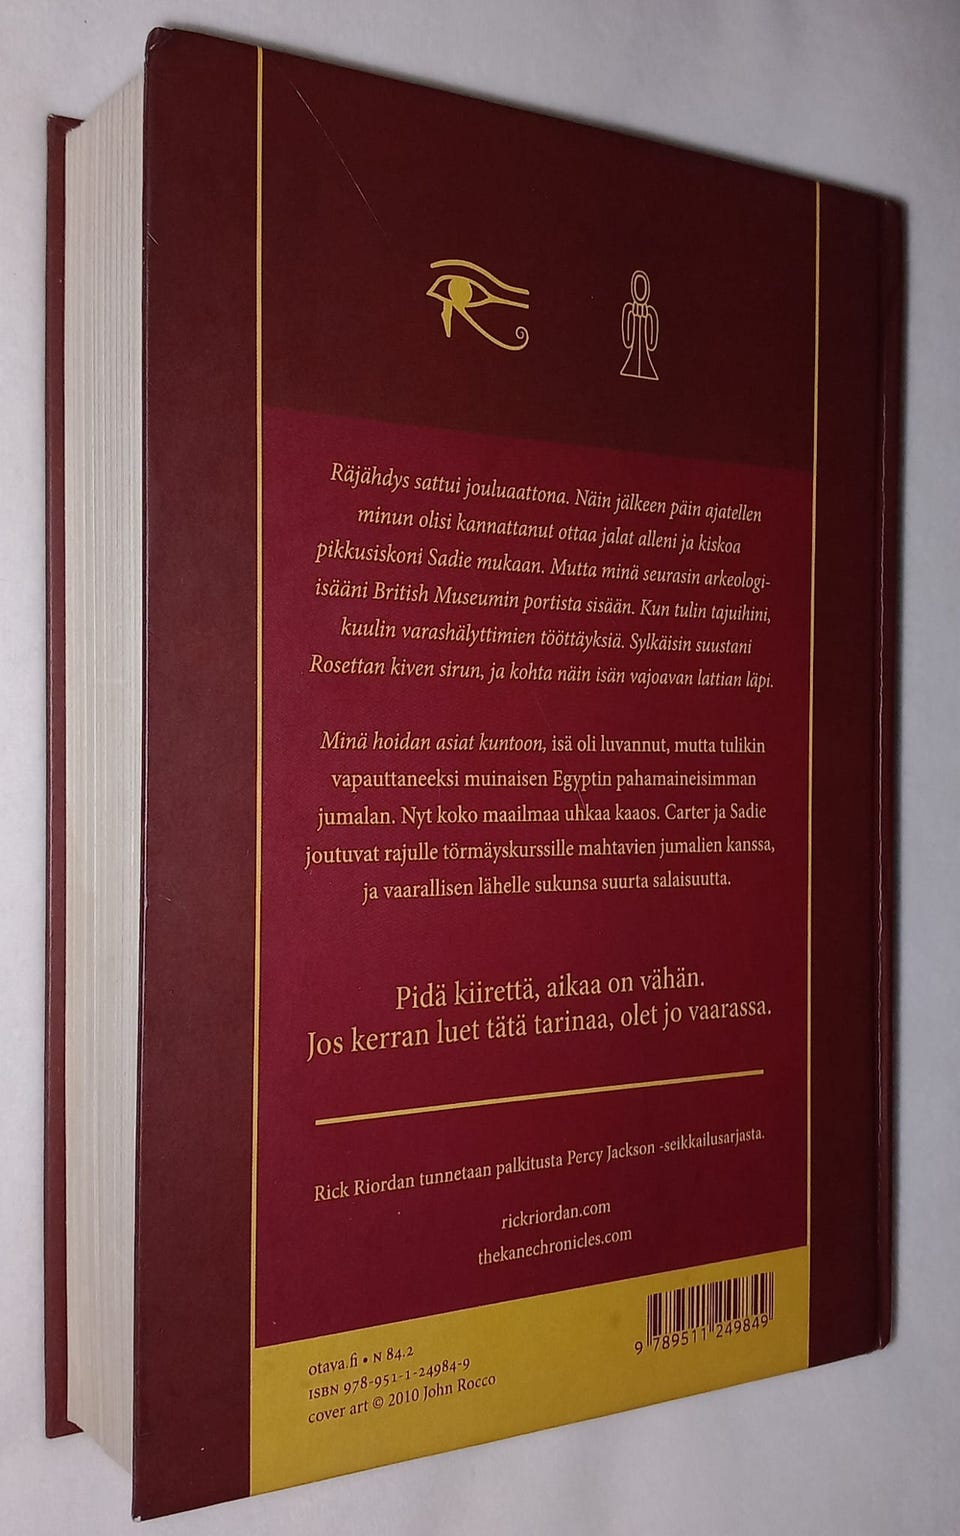 Räjähdys sattui jouluaattona. Näin jälkeen päin ajatellen
minun olisi kannattanut ottaa jalat alleni ja kiskoa
pikkusiskoni Sadie mukaan. Mutta minä seurasin arkeologi-
isääni British Museumin portista sisään. Kun tulin tajuihini,
kuulin varashälyttimien tööttäyksiä. Sylkäisin suustani
Rosettan kiven sirun, ja kohta näin isän vajoavan lattian läpi.
Minä hoidan asiat kuntoon, isä oli luvannut, mutta tulikin
vapauttaneeksi muinaisen Egyptin pahamaineisimman
jumalan. Nyt koko maailmaa uhkaa kaaos. Carter ja Sadie
joutuvat rajulle törmäyskurssille mahtavien jumalien kanssa,
ja vaarallisen lähelle sukunsa suurta salaisuutta.
Pidä kiirettä, aikaa on vähän.
Jos kerran luet tätä tarinaa, olet jo vaarassa.
Rick Riordan tunnetaan palkitusta Percy Jackson -seikkailusarjasta.
rickriordan.com
thekanechronicles.com
otava.fi • N 84.2
ISBN 978-951-1-24984-9
cover art © 2010 John Rocco
9 789511 249849